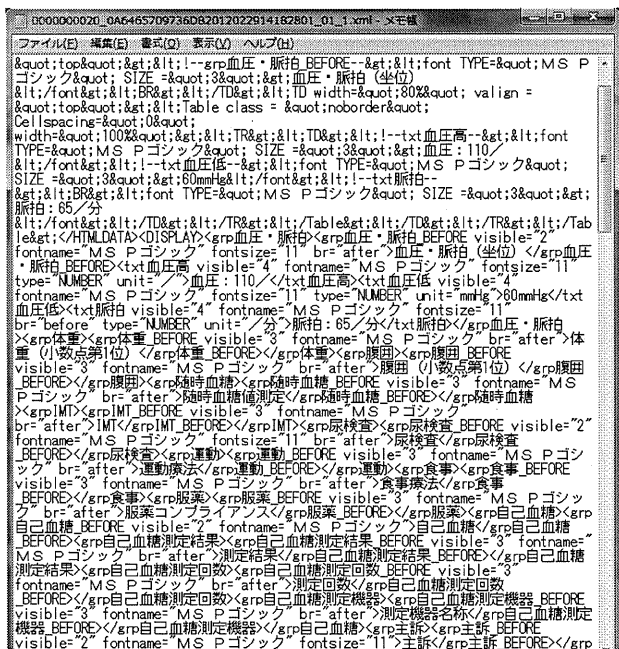 0000000020_0A6465709736DB2012022914182801_01_1.xml - メモ帳
ファイル(F) 編集(E) 書式(O) 表示(V) ヘルプ(H)
&quot;top&quot;&gt;&lt;!--grp血圧・脈拍_BEFORE--&gt;&lt;font TYPE=&quot;ＭＳ Ｐ
ゴシック&quot; SIZE =&quot;3&quot;&gt;血圧・脈拍（坐位）
&lt;/font&gt;&lt;BR&gt;&lt;/TD&gt;&lt;TD width=&quot;80%&quot; valign =
&quot;top&quot;&gt;&lt;Table class = &quot;noborder&quot;
Cellspacing=&quot;0&quot;
width=&quot;100%&quot;&gt;&lt;TR&gt;&lt;TD&gt;&lt;!--txt血圧高--&gt;&lt;font
TYPE=&quot;ＭＳ Ｐゴシック&quot; SIZE =&quot;3&quot;&gt;血圧：110／
&lt;/font&gt;&lt;!--txt血圧低--&gt;&lt;font TYPE=&quot;ＭＳ Ｐゴシック&quot;
SIZE =&quot;3&quot;&gt;60mmHg&lt;/font&gt;&lt;!--txt脈拍--
&gt;&lt;BR&gt;&lt;font TYPE=&quot;ＭＳ Ｐゴシック&quot; SIZE =&quot;3&quot;&gt;
脈拍：65／分
&lt;/font&gt;&lt;/TD&gt;&lt;/TR&gt;&lt;/Table&gt;&lt;/TD&gt;&lt;/TR&gt;&lt;/Tab
le&gt;</HTMLDATA><DISPLAY><grp血圧・脈拍><grp血圧・脈拍_BEFORE visible="2"
fontname="ＭＳ Ｐゴシック" fontsize="11" br="after">血圧・脈拍（坐位）</grp血圧
・脈拍_BEFORE><txt血圧高 visible="4" fontname="ＭＳ Ｐゴシック" fontsize="11"
type="NUMBER" unit="／">血圧：110／</txt血圧高><txt血圧低 visible="4"
fontname="ＭＳ Ｐゴシック" fontsize="11" type="NUMBER" unit="mmHg">60mmHg</txt
血圧低><txt脈拍 visible="4" fontname="ＭＳ Ｐゴシック" fontsize="11"
br="before" type="NUMBER" unit="／分">脈拍：65／分</txt脈拍></grp血圧・脈拍
><grp体重><grp体重_BEFORE visible="3" fontname="ＭＳ Ｐゴシック" br="after">体
重（小数点第1位）</grp体重_BEFORE></grp体重><grp腹囲><grp腹囲_BEFORE
visible="3" fontname="ＭＳ Ｐゴシック" br="after">腹囲（小数点第1位）</grp腹囲
_BEFORE></grp腹囲><grp随時血糖><grp随時血糖_BEFORE visible="3" fontname="ＭＳ
Ｐゴシック" br="after">随時血糖値測定</grp随時血糖_BEFORE></grp随時血糖
><grpIMT><grpIMT_BEFORE visible="3" fontname="ＭＳ Ｐゴシック"
br="after">IMT</grpIMT_BEFORE></grpIMT><grp尿検査><grp尿検査_BEFORE visible="2"
fontname="ＭＳ Ｐゴシック" fontsize="11" br="after">尿検査</grp尿検査
_BEFORE></grp尿検査><grp運動><grp運動_BEFORE visible="3" fontname="ＭＳ Ｐゴシ
ック" br="after">運動療法</grp運動_BEFORE></grp運動><grp食事><grp食事_BEFORE
visible="3" fontname="ＭＳ Ｐゴシック" br="after">食事療法</grp食事
_BEFORE></grp食事><grp服薬><grp服薬_BEFORE visible="3" fontname="ＭＳ Ｐゴシッ
ク" br="after">服薬コンプライアンス</grp服薬_BEFORE></grp服薬><grp自己血糖><grp
自己血糖_BEFORE visible="2" fontname="ＭＳ Ｐゴシック">自己血糖</grp自己血糖
_BEFORE><grp自己血糖測定結果><grp自己血糖測定結果_BEFORE visible="3" fontname="
ＭＳ Ｐゴシック" br="after">測定結果</grp自己血糖測定結果_BEFORE></grp自己血糖
測定結果><grp自己血糖測定回数><grp自己血糖測定回数_BEFORE visible="3"
fontname="ＭＳ Ｐゴシック" br="after">測定回数</grp自己血糖測定回数
_BEFORE></grp自己血糖測定回数><grp自己血糖測定機器><grp自己血糖測定機器_BEFORE
visible="3" fontname="ＭＳ Ｐゴシック" br="after">測定機器名称</grp自己血糖測定
機器_BEFORE></grp自己血糖測定機器></grp自己血糖><grp主訴><grp主訴_BEFORE
visible="2" fontname="ＭＳ Ｐゴシック" fontsize="11">主訴</grp主訴_BEFORE></grp